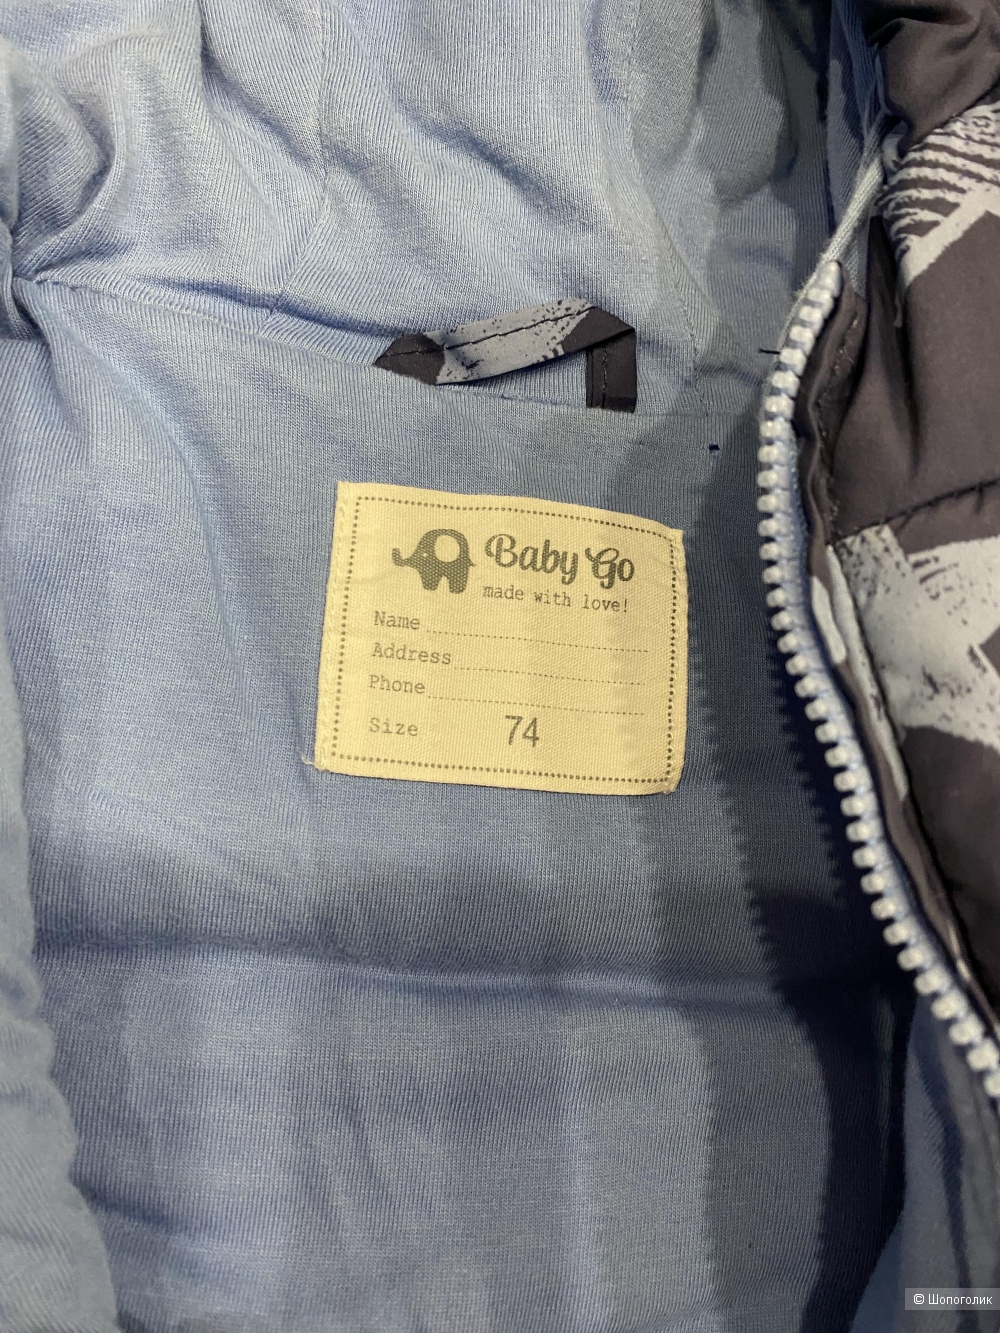 Baby Go
made with love!
Name
Address
Phone
Size 74
© Шопоголик